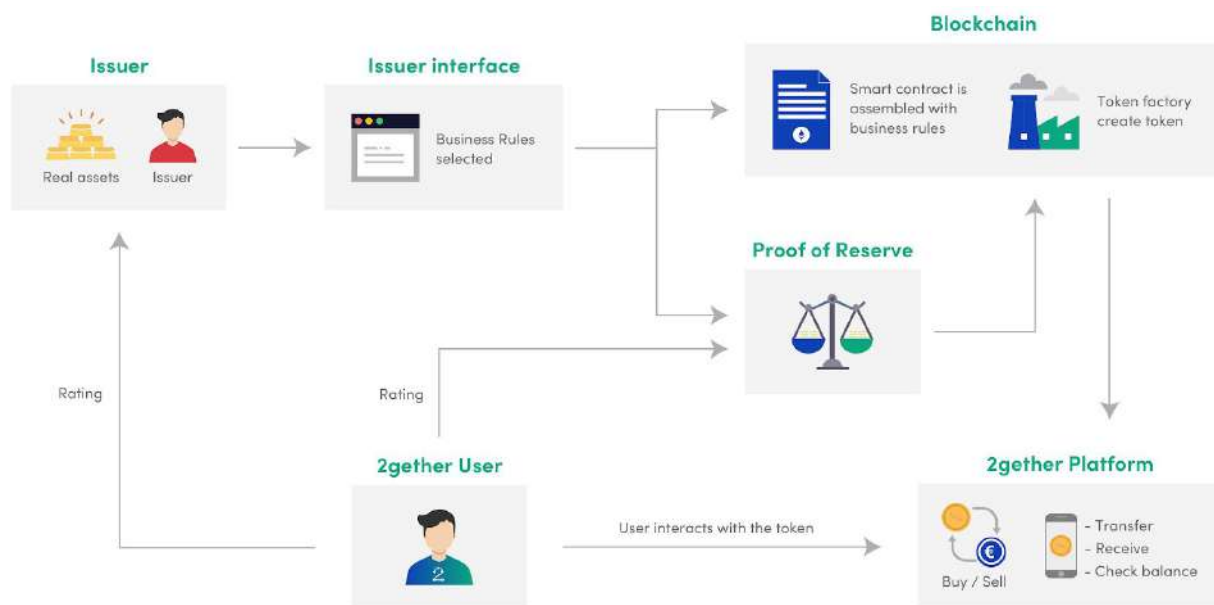 Blockchain
Issuer
Issuer interface
Smart contract is
assembled with
business rules
Token factory
create token
Business Rules
selected
Real assets
Issuer
Proof of Reserve
Rating
Rating
2gether User
2gether Platform
User interacts with the token
2
€
Buy / Sell
- Transfer
- Receive
- Check balance